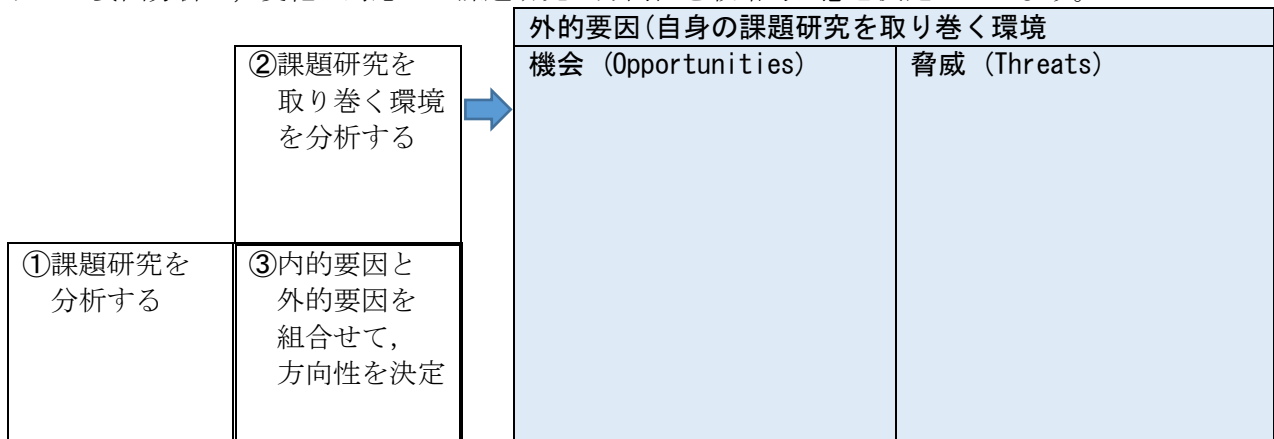 外的要因(自身の課題研究を取り巻く環境
②課題研究を
取り巻く環境
を分析する
機会 (Opportunities)
脅威 (Threats)
①課題研究を
分析する
③内的要因と
外的要因を
組合せて,
方向性を決定